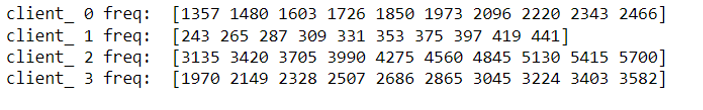 client_ 0 freq:  [1357 1480 1603 1726 1850 1973 2096 2220 2343 2466]
client_ 1 freq:  [243 265 287 309 331 353 375 397 419 441]
client_ 2 freq:  [3135 3420 3705 3990 4275 4560 4845 5130 5415 5700]
client_ 3 freq:  [1970 2149 2328 2507 2686 2865 3045 3224 3403 3582]